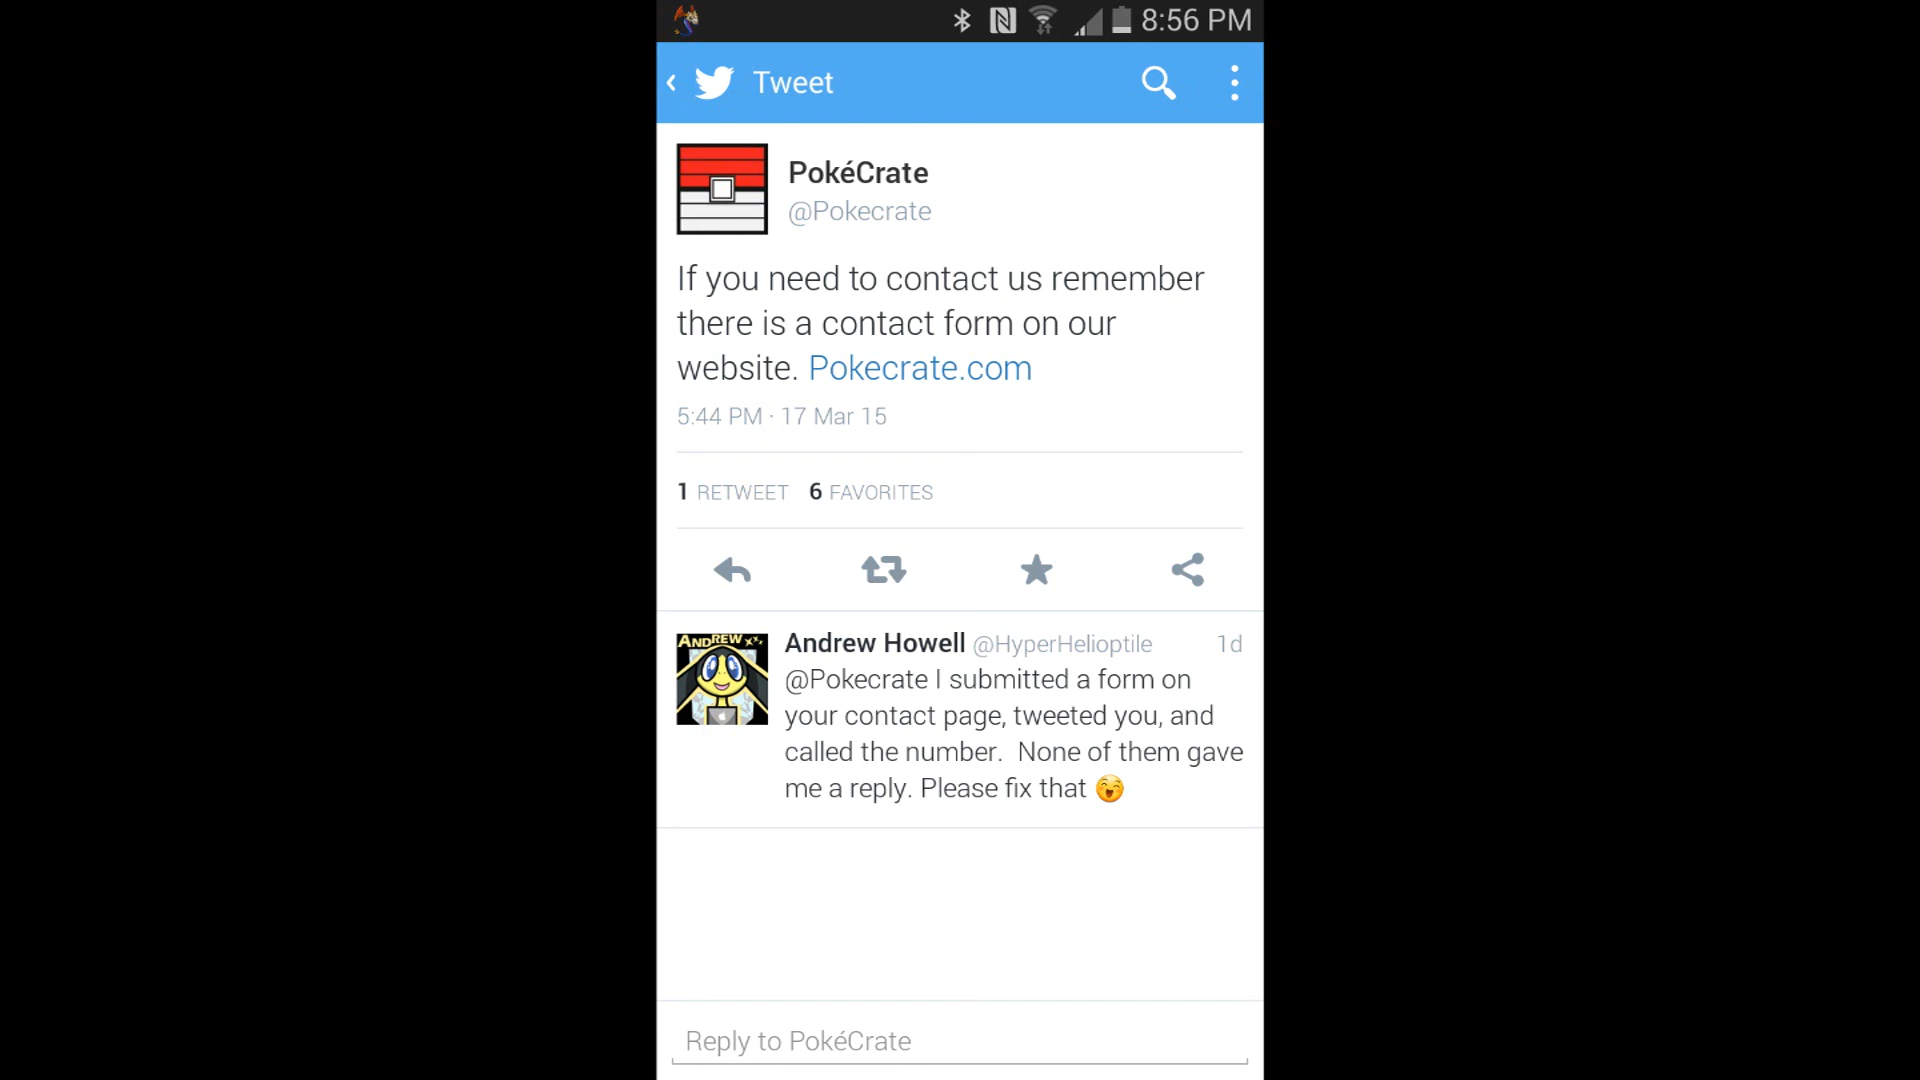 8:56 PM
Tweet
PokéCrate
@Pokecrate
If you need to contact us remember
there is a contact form on our
website. Pokecrate.com
5:44 PM · 17 Mar 15
1 RETWEET 6 FAVORITES
ANDREW xxx
Andrew Howell @HyperHelioptile 1d
@Pokecrate I submitted a form on
your contact page, tweeted you, and
called the number.  None of them gave
me a reply. Please fix that 😄
Reply to PokéCrate